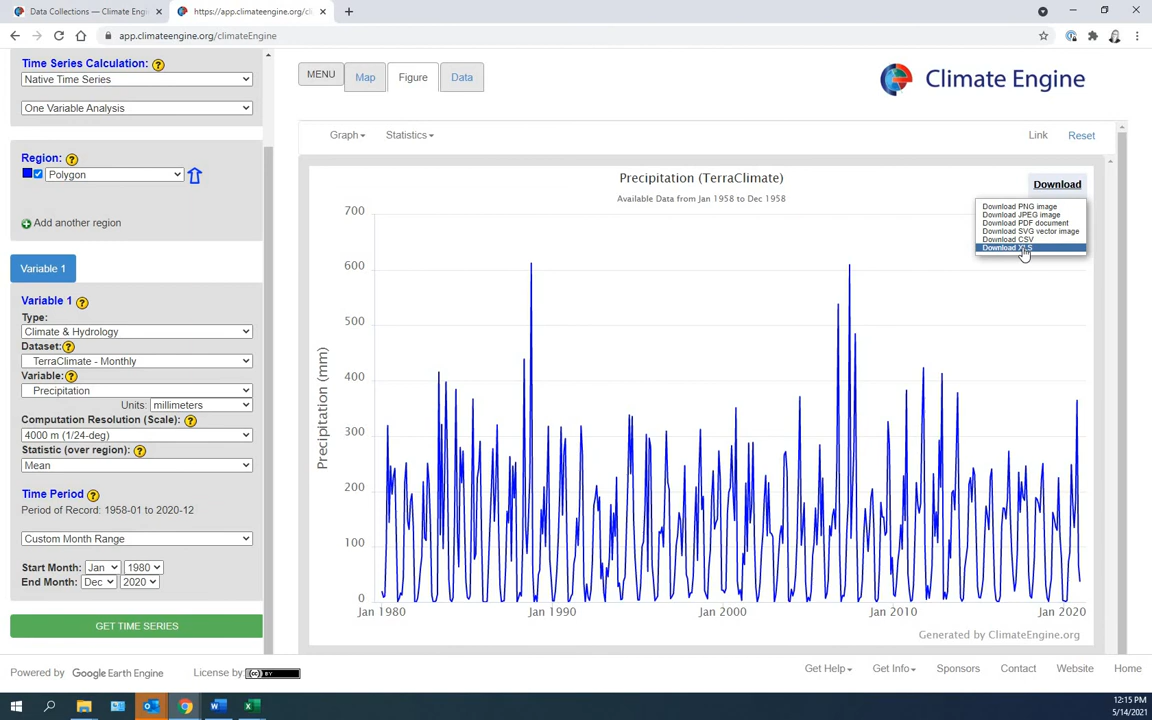 Data Collections — Climate Engin
https://app.climateengine.org/cl
app.climateengine.org/climateEngine
Time Series Calculation:
Native Time Series
One Variable Analysis
Region:
Polygon
Add another region
Variable 1
Variable 1
Type:
Climate & Hydrology
Dataset:
TerraClimate - Monthly
Variable:
Precipitation
Units: millimeters
Computation Resolution (Scale):
4000 m (1/24-deg)
Statistic (over region):
Mean
Time Period
Period of Record: 1958-01 to 2020-12
Custom Month Range
Start Month: Jan 1980
End Month: Dec 2020
GET TIME SERIES
MENU
Map
Figure
Data
Climate Engine
Graph
Statistics
Link
Reset
Precipitation (TerraClimate)
Available Data from Jan 1958 to Dec 1958
Download
Download PNG image
Download JPEG image
Download PDF document
Download SVG vector image
Download CSV
Download XLS
Precipitation (mm)
700
600
500
400
300
200
100
0
Jan 1980
Jan 1990
Jan 2000
Jan 2010
Jan 2020
Generated by ClimateEngine.org
Powered by Google Earth Engine
License by
Get Help
Get Info
Sponsors
Contact
Website
Home
12:15 PM
5/14/2021